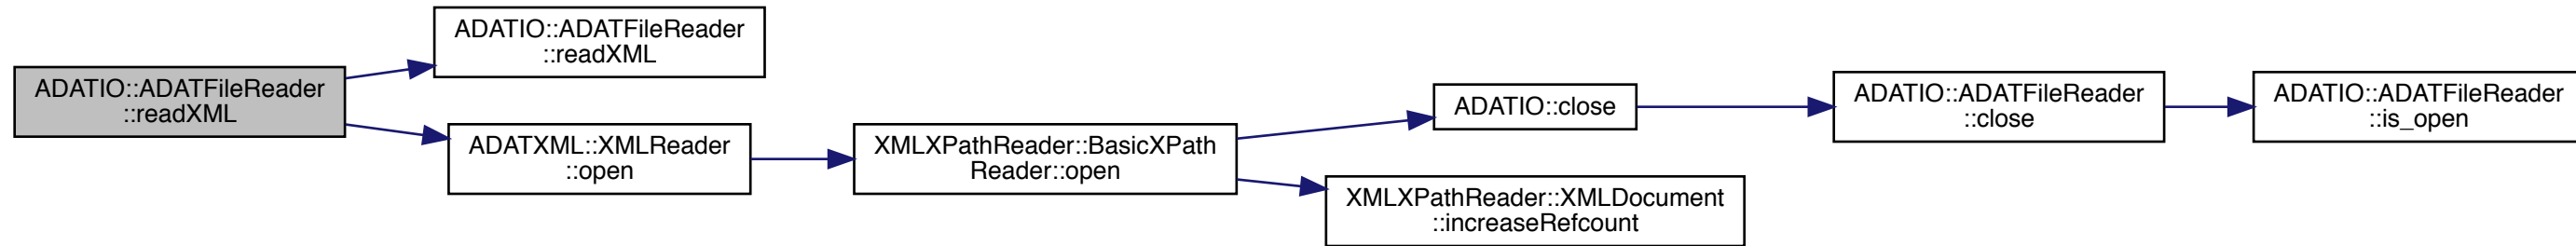 ADATIO::ADATFileReader
::readXML
ADATIO::ADATFileReader
::readXML
ADATXML::XMLReader
::open
XMLXPathReader::BasicXPath
Reader::open
ADATIO::close
XMLXPathReader::XMLDocument
::increaseRefcount
ADATIO::ADATFileReader
::close
ADATIO::ADATFileReader
::is_open